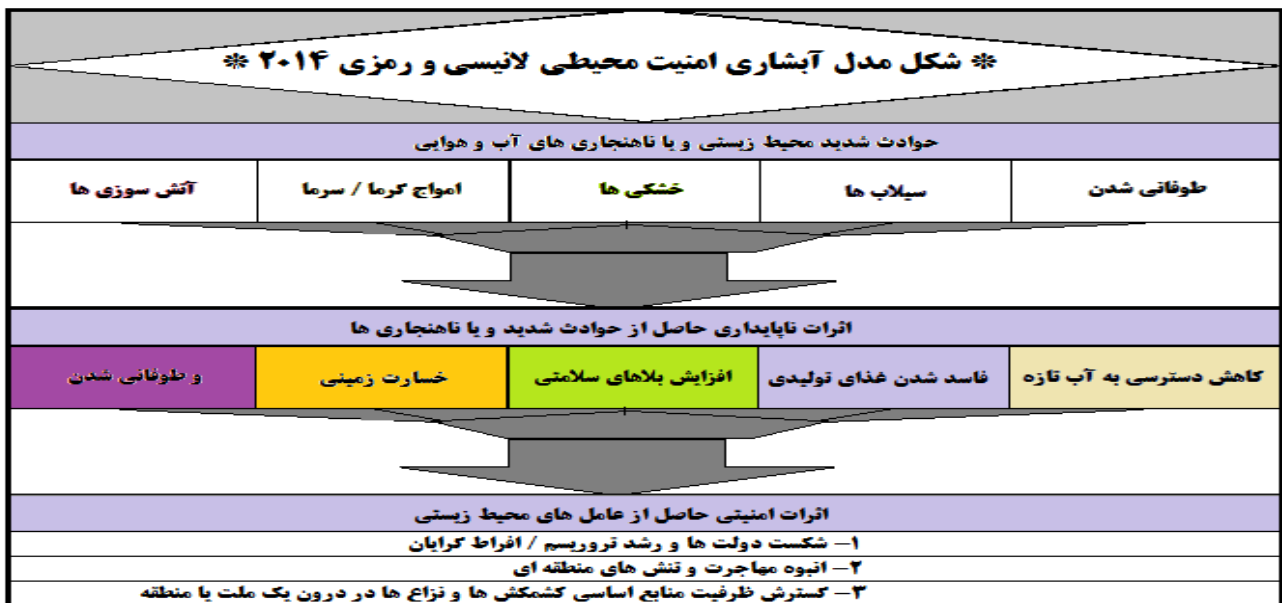 * شکل مدل آبشاری امنیت محیطی لانیسی و رمزی ۲۰۱۴ *
حوادث شدید محیط زیستی و یا ناهنجاری های آب و هوایی
طوفانی شدن
سیلاب ها
خشکی ها
امواج گرما / سرما
آتش سوزی ها
اثرات ناپایداری حاصل از حوادث شدید و یا ناهنجاری ها
کاهش دسترسی به آب تازه
فاسد شدن غذای تولیدی
افزایش بلاهای سلامتی
خسارت زمینی
و طوفانی شدن
اثرات امنیتی حاصل از عامل های محیط زیستی
۱– شکست دولت ها و رشد تروریسم / افراط گرایان
۲– انبوه مهاجرت و تنش های منطقه ای
۳– گسترش ظرفیت منابع اساسی کشمکش ها و نزاع ها در درون یک ملت یا منطقه